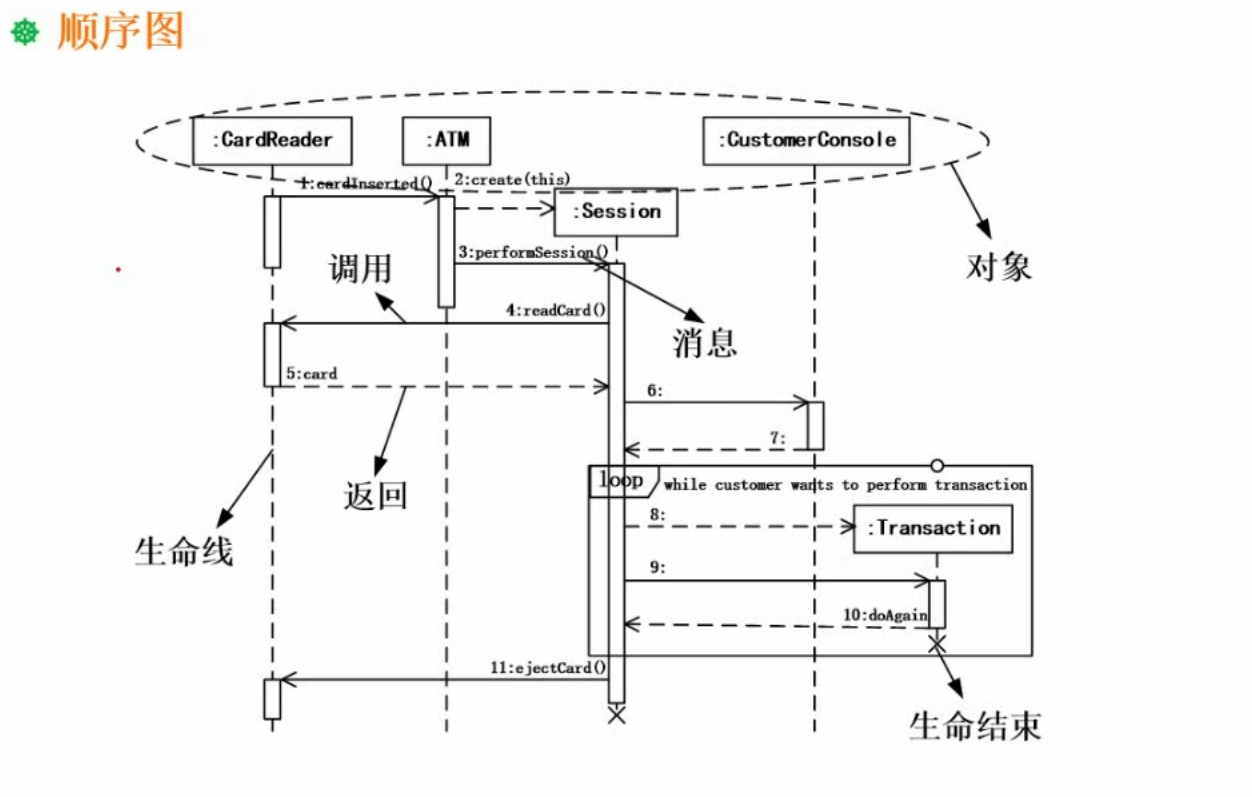 顺序图
:CardReader
:ATM
:CustomerConsole
1:cardInserted()
2:create(this)
:Session
3:performSession()
对象
调用
4:readCard()
消息
5:card
6:
7:
loop
while customer wants to perform transaction
返回
8:
:Transaction
生命线
9:
10:doAgain
11:ejectCard()
生命结束